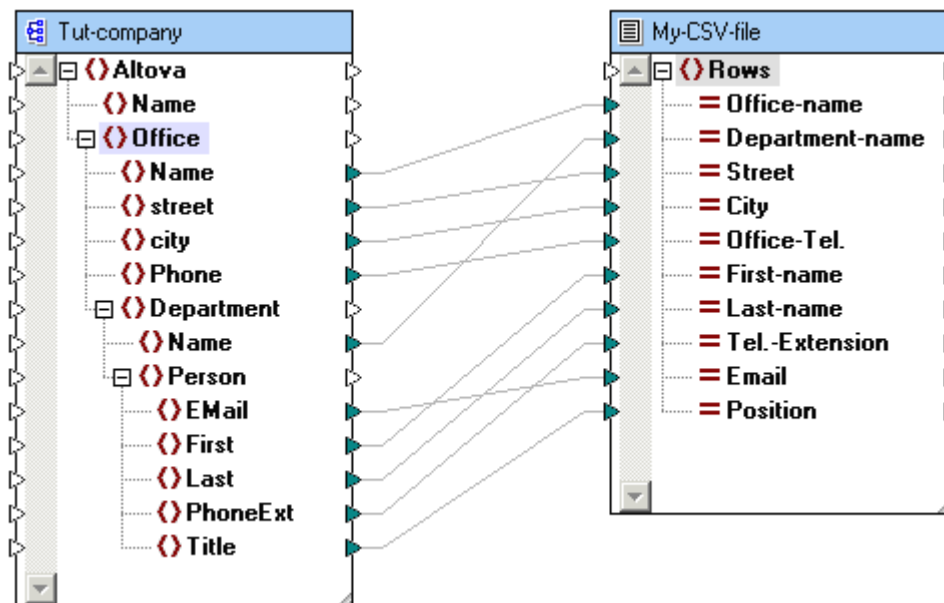 Tut-company
Altova
Name
Office
Name
street
city
Phone
Department
Name
Person
EMail
First
Last
PhoneExt
Title
My-CSV-file
Rows
Office-name
Department-name
Street
City
Office-Tel.
First-name
Last-name
Tel.-Extension
Email
Position